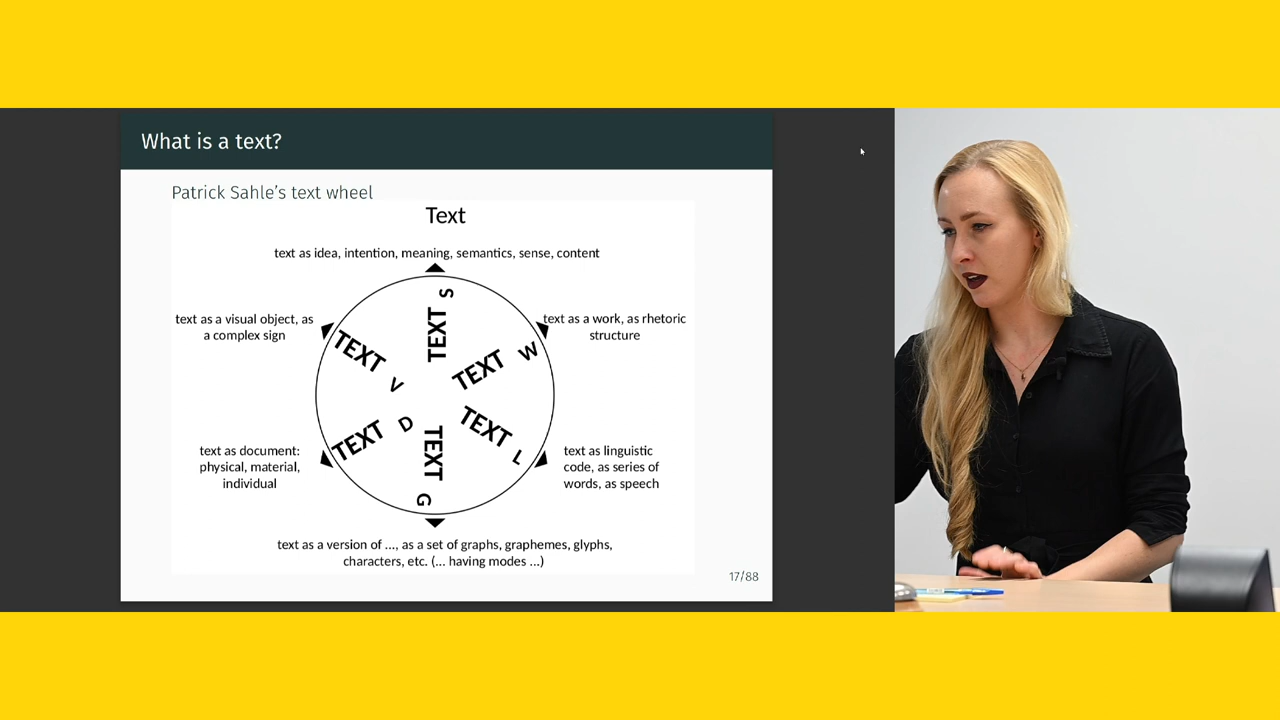 What is a text?
Patrick Sahle's text wheel
Text
text as idea, intention, meaning, semantics, sense, content
text as a visual object, as
a complex sign
text as a work, as rhetoric
structure
TEXT S
TEXT V
TEXT W
TEXT D
TEXT G
TEXT L
text as document:
physical, material,
individual
text as linguistic
code, as series of
words, as speech
text as a version of ..., as a set of graphs, graphemes, glyphs,
characters, etc. (... having modes ...)
17/88